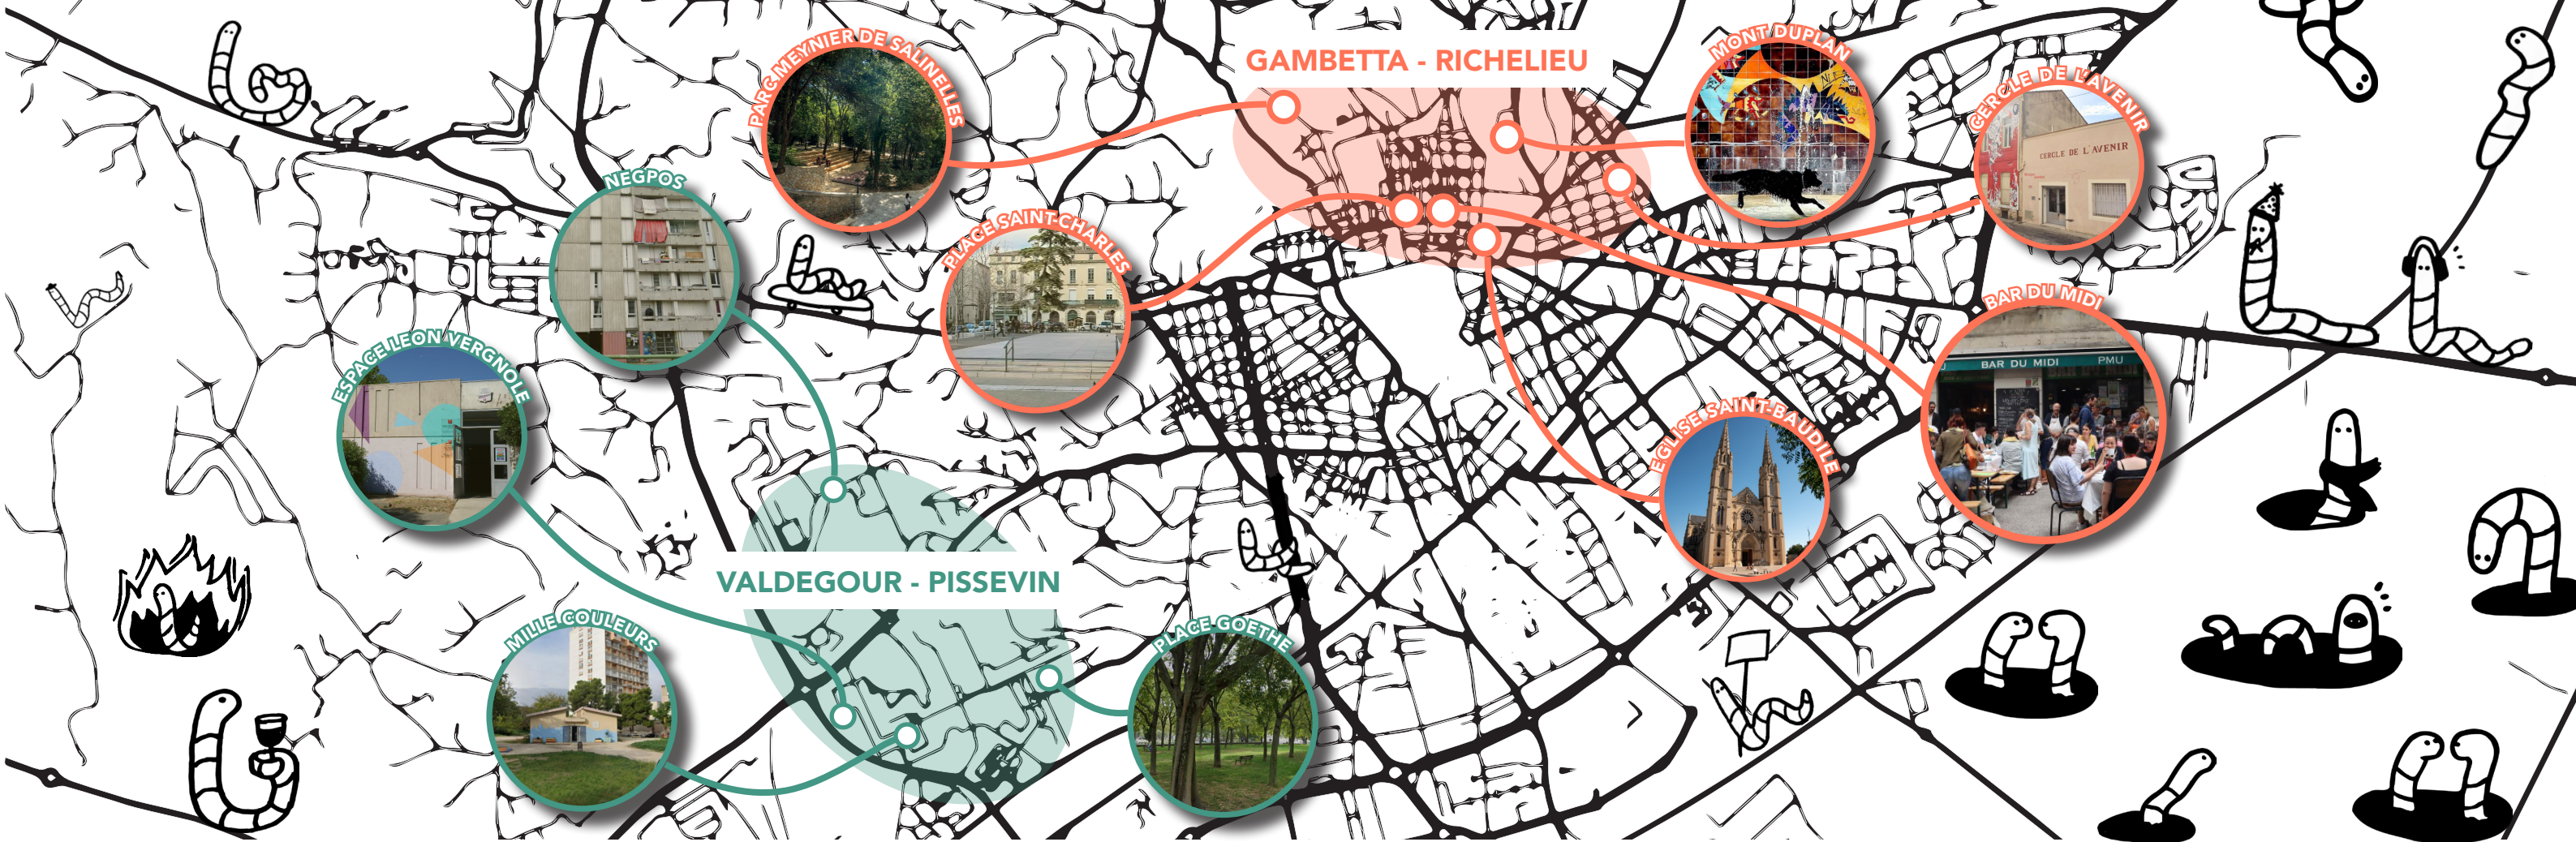 PARC MEYNIER DE SALINELLES
GAMBETTA - RICHELIEU
MONT DUPLAN
CERCLE DE L'AVENIR
CERCLE DE L'AVENIR
NEGPOS
PLACE SAINT-CHARLES
BAR DU MIDI
BAR DU MIDI PMU
ESPACE LEON VERGNOLE
EGLISE SAINT-BAUDILE
VALDEGOUR - PISSEVIN
MILLE COULEURS
PLACE GOETHE